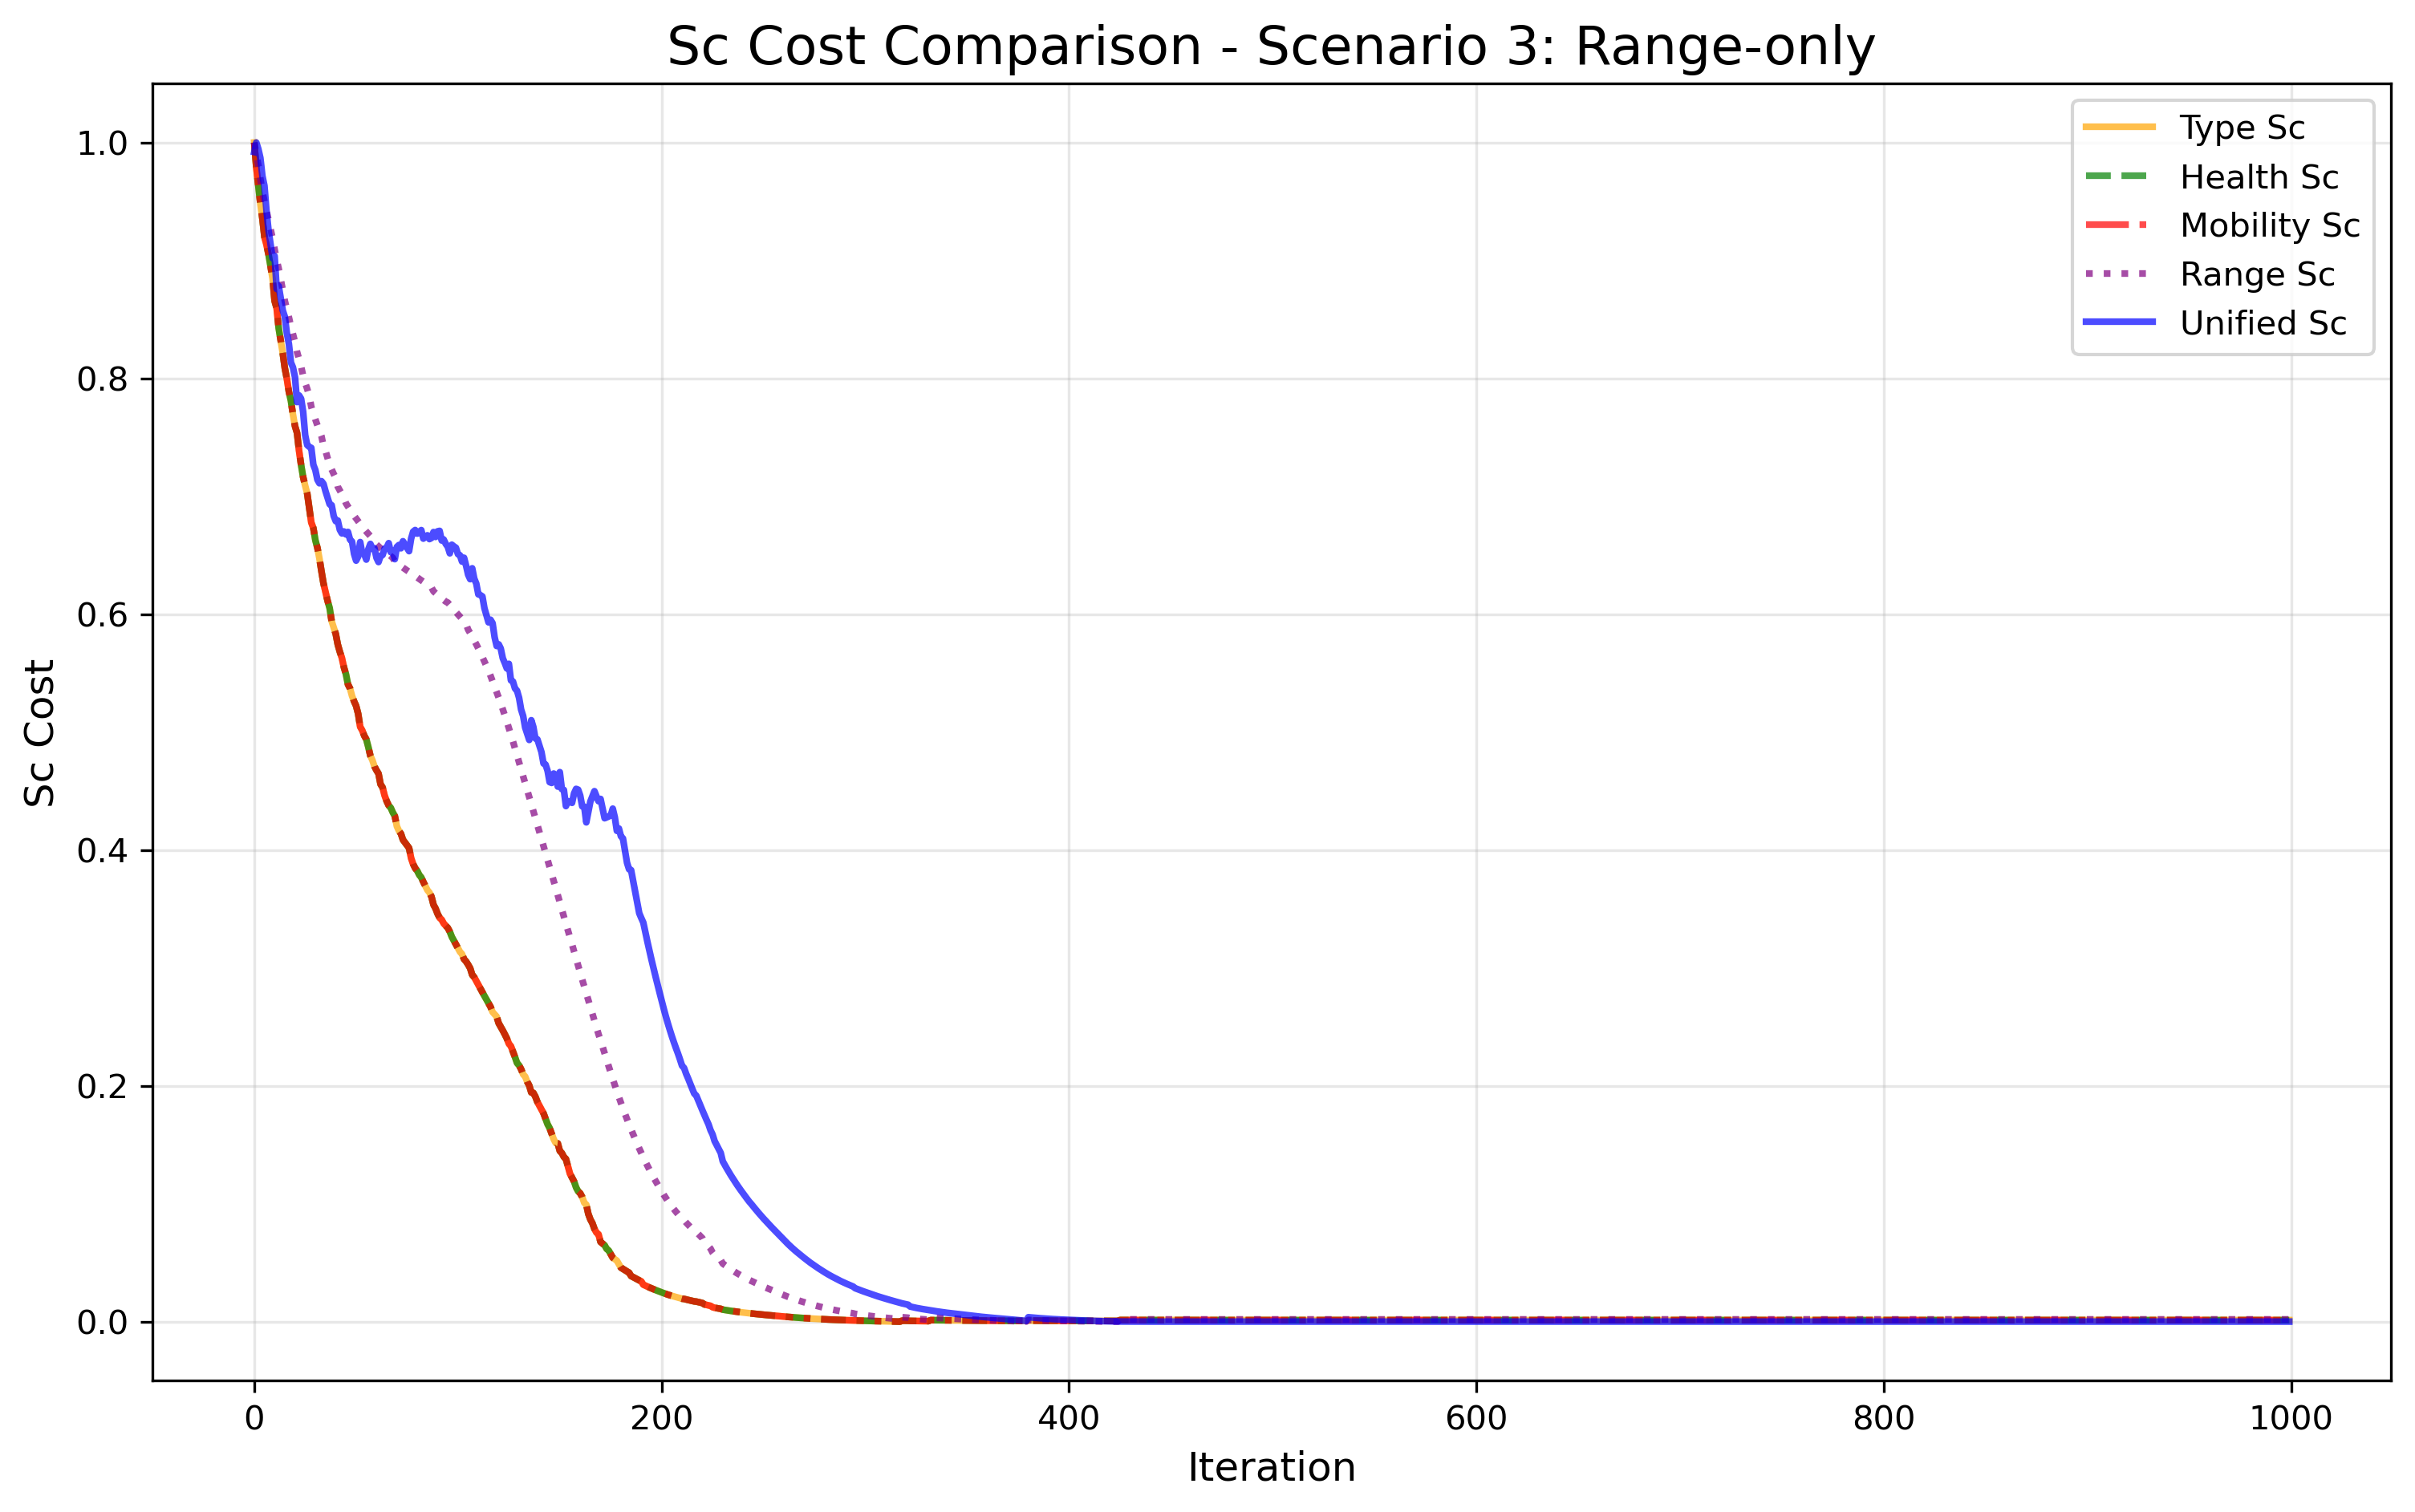 Sc Cost Comparison - Scenario 3: Range-only
Type Sc
Health Sc
Mobility Sc
Range Sc
Unified Sc
1.0
0.8
0.6
0.4
0.2
0.0
Sc Cost
0 200 400 600 800 1000
Iteration